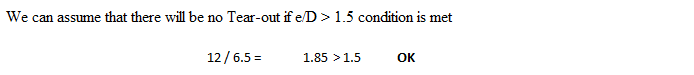 We can assume that there will be no Tear-out if e/D > 1.5 condition is met
12 / 6.5 = 1.85 > 1.5 OK